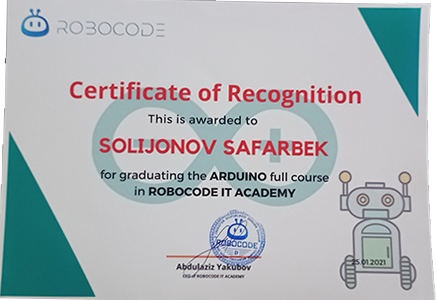 ROBOCODE
Certificate of Recognition
This is awarded to
SOLIJONOV SAFARBEK
for graduating the ARDUINO full course
in ROBOCODE IT ACADEMY
ROBOCODE
Abdulaziz Yakubov
of ROBOCODE IT ACADEMY
25.01.2021